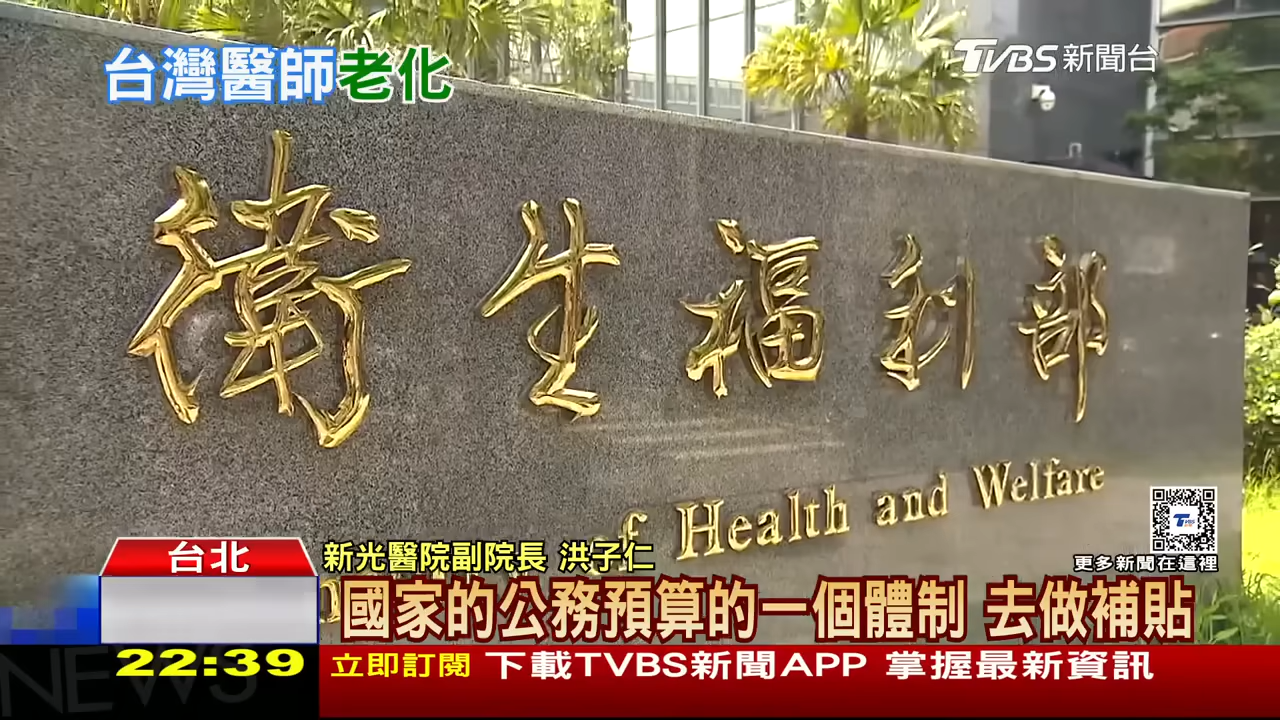 台灣醫師老化
TVBS新聞台
衛生福利部
of Health and Welfare
TVBS
更多新聞在這裡
台北
新光醫院副院長 洪子仁
國家的公務預算的一個體制 去做補貼
NEWS
22:39
立即訂閱 下載TVBS新聞APP 掌握最新資訊